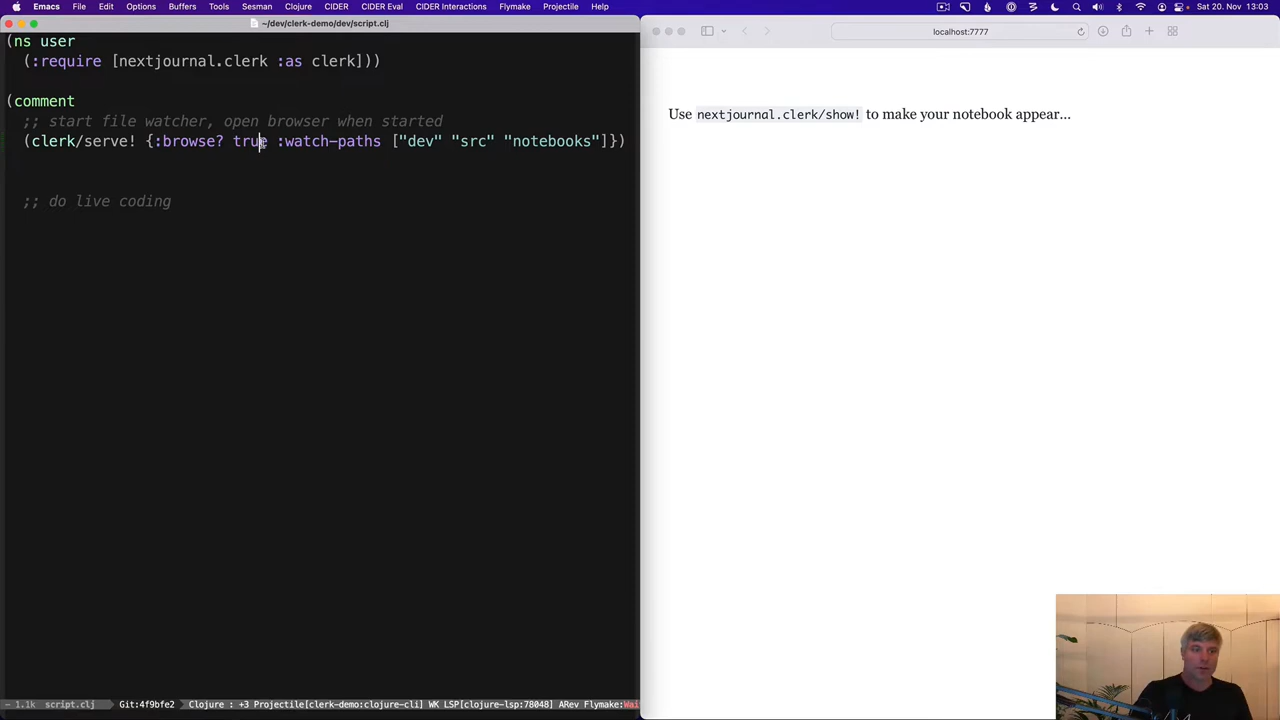 Emacs File Edit Options Buffers Tools Sesman Clojure CIDER CIDER Eval CIDER Interactions Flymake Projectile Help Sat 20. Nov 13:03
~/dev/clerk-demo/dev/script.clj
localhost:7777
(ns user
(:require [nextjournal.clerk :as clerk]))
(comment
;; start file watcher, open browser when started
(clerk/serve! {:browse? true :watch-paths ["dev" "src" "notebooks"]})
;; do live coding
Use nextjournal.clerk/show! to make your notebook appear...
- 1.1k script.clj Git:4f9bfe2 Clojure : +3 Projectile[clerk-demo:clojure-cli] WK LSP[clojure-lsp:78048] ARev Flymake:Wai